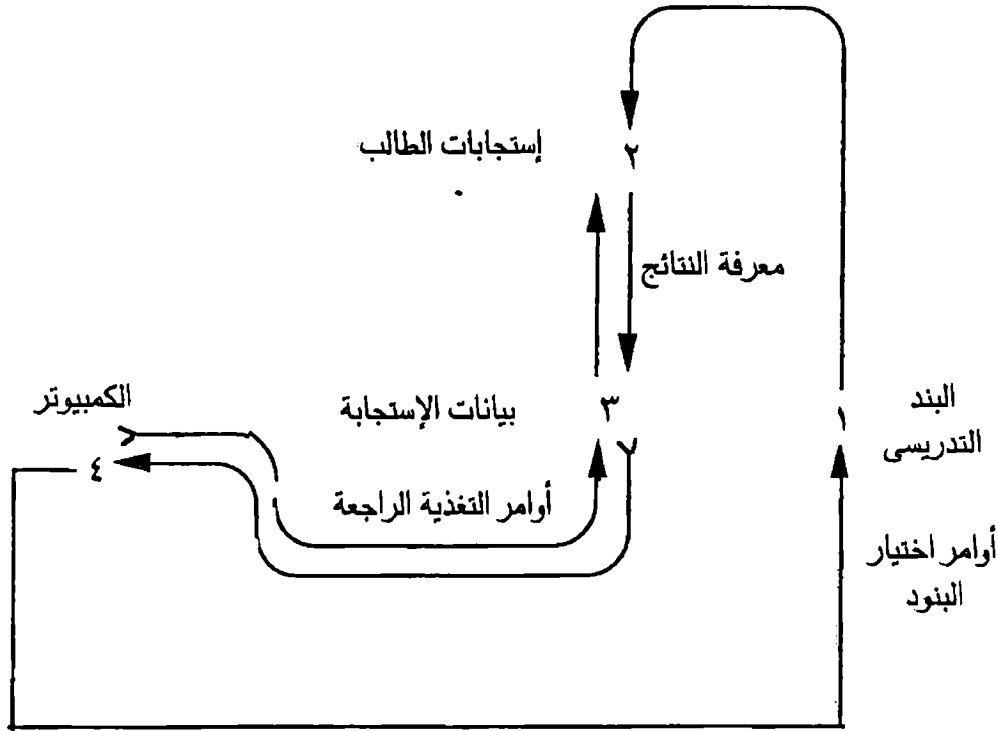 إستجابات الطالب
٢
معرفة النتائج
البند
التدريسى
١
٣
بيانات الإستجابة
الكمبيوتر
٤
أوامر التغذية الراجعة
أوامر اختيار
البنود